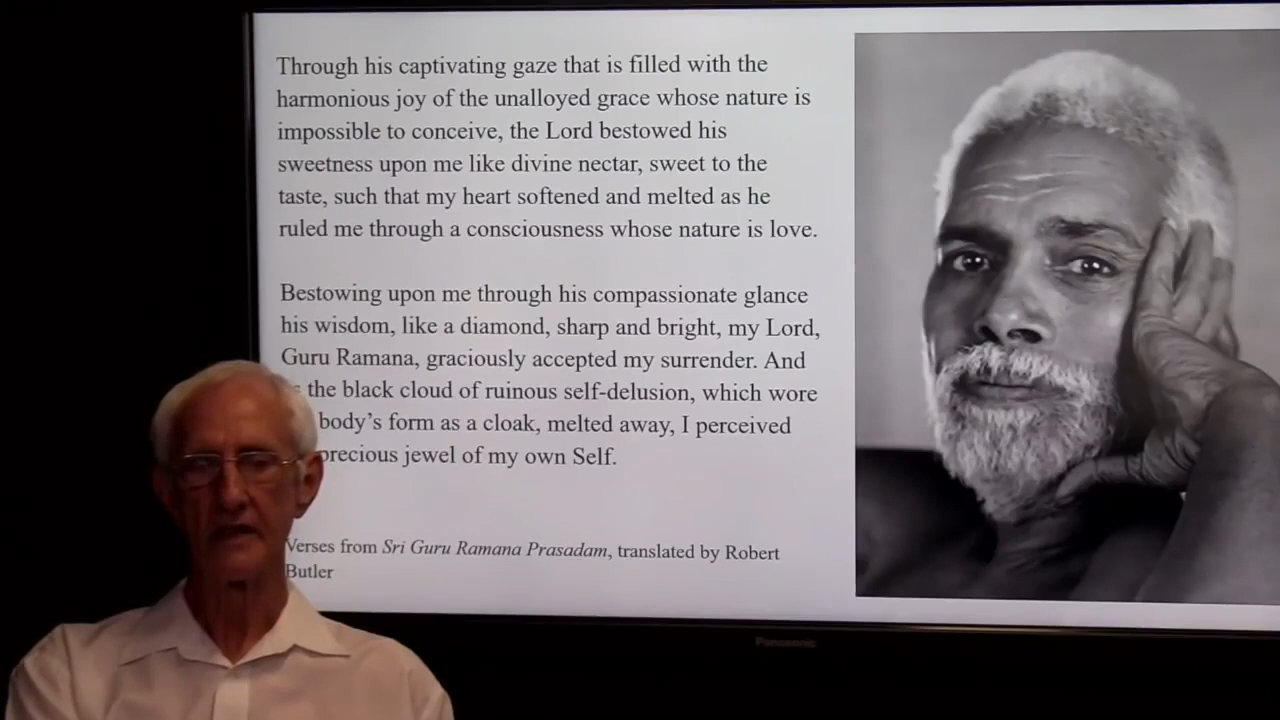 Through his captivating gaze that is filled with the
harmonious joy of the unalloyed grace whose nature is
impossible to conceive, the Lord bestowed his
sweetness upon me like divine nectar, sweet to the
taste, such that my heart softened and melted as he
ruled me through a consciousness whose nature is love.
Bestowing upon me through his compassionate glance
his wisdom, like a diamond, sharp and bright, my Lord,
Guru Ramana, graciously accepted my surrender. And
the black cloud of ruinous self-delusion, which wore
body’s form as a cloak, melted away, I perceived
precious jewel of my own Self.
Verses from Sri Guru Ramana Prasadam, translated by Robert
Butler
Panasonic